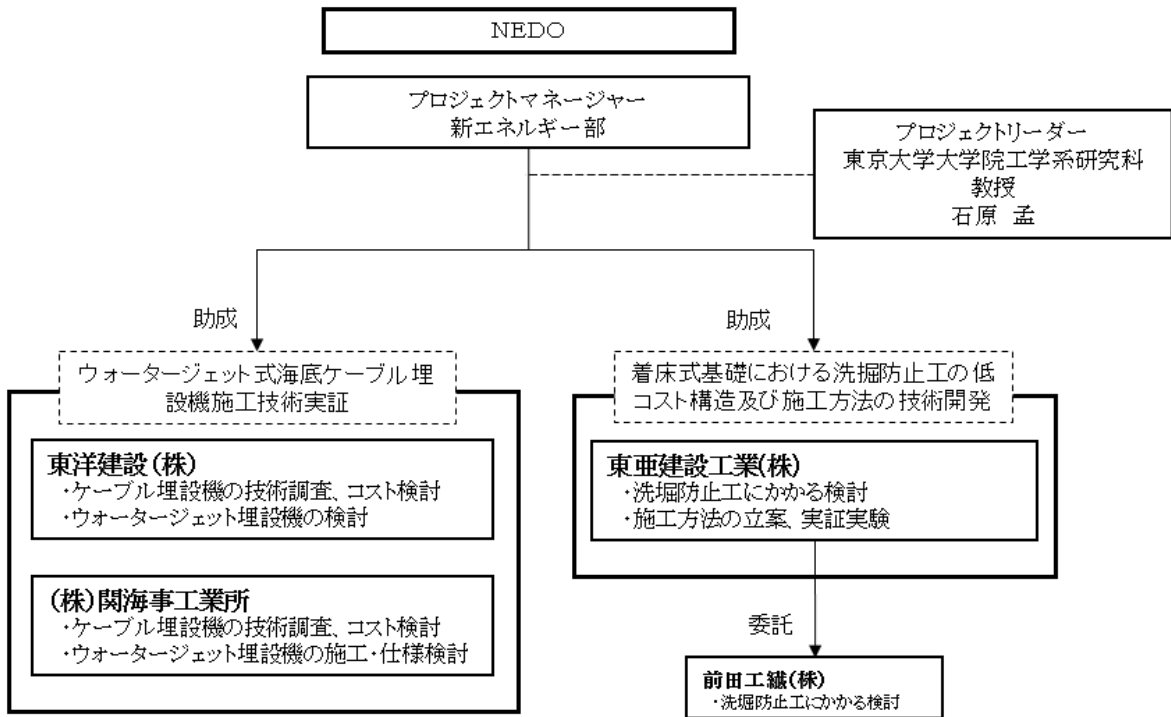 NEDO
プロジェクトマネージャー
新エネルギー部
プロジェクトリーダー
東京大学大学院工学系研究科
教授
石原 孟
助成
助成
ウォータージェット式海底ケーブル埋
設機施工技術実証
東洋建設(株)
・ケーブル埋設機の技術調査、コスト検討
・ウォータージェット埋設機の検討
(株)関海事工業所
・ケーブル埋設機の技術調査、コスト検討
・ウォータージェット埋設機の施工・仕様検討
着床式基礎における洗掘防止工の低
コスト構造及び施工方法の技術開発
東亜建設工業(株)
・洗堀防止工にかかる検討
・施工方法の立案、実証実験
委託
前田工繊(株)
・洗堀防止工にかかる検討